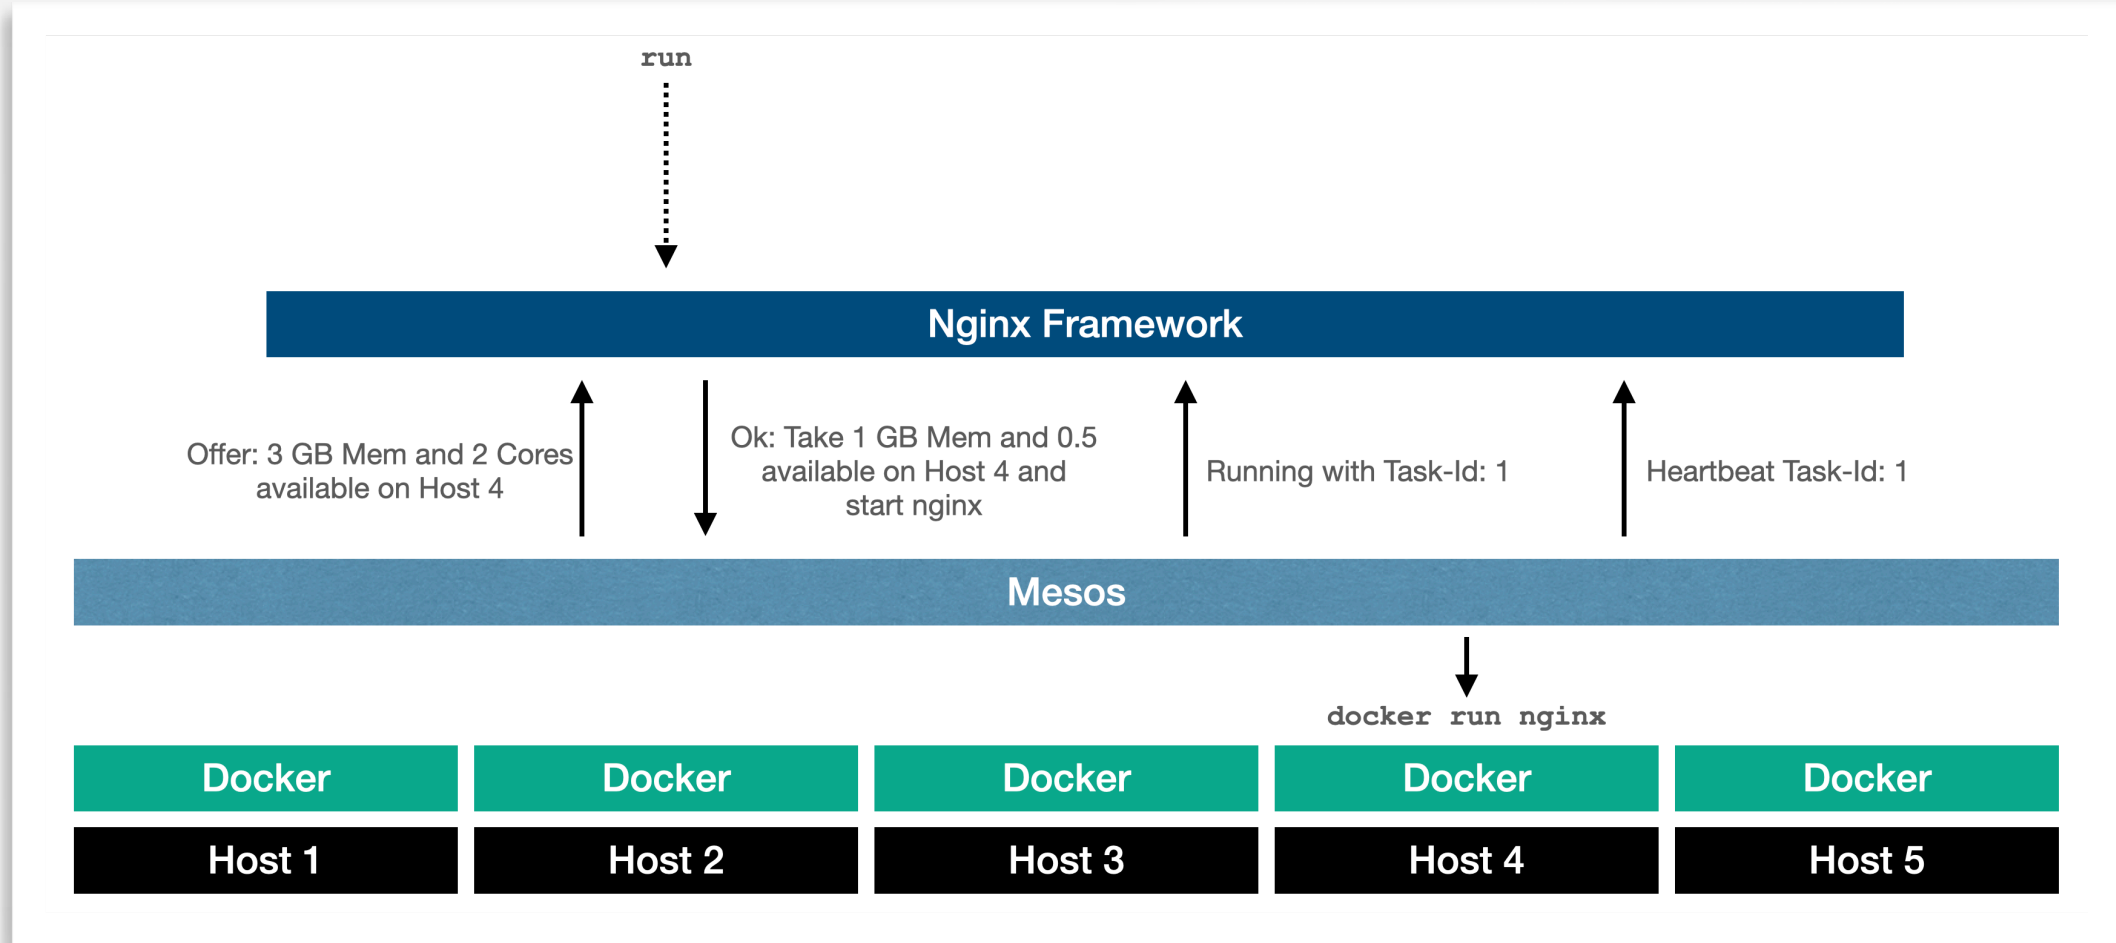 run
Nginx Framework
Offer: 3 GB Mem and 2 Cores
available on Host 4
Ok: Take 1 GB Mem and 0.5
available on Host 4 and
start nginx
Running with Task-Id: 1
Heartbeat Task-Id: 1
Mesos
docker run nginx
Docker
Docker
Docker
Docker
Docker
Host 1
Host 2
Host 3
Host 4
Host 5